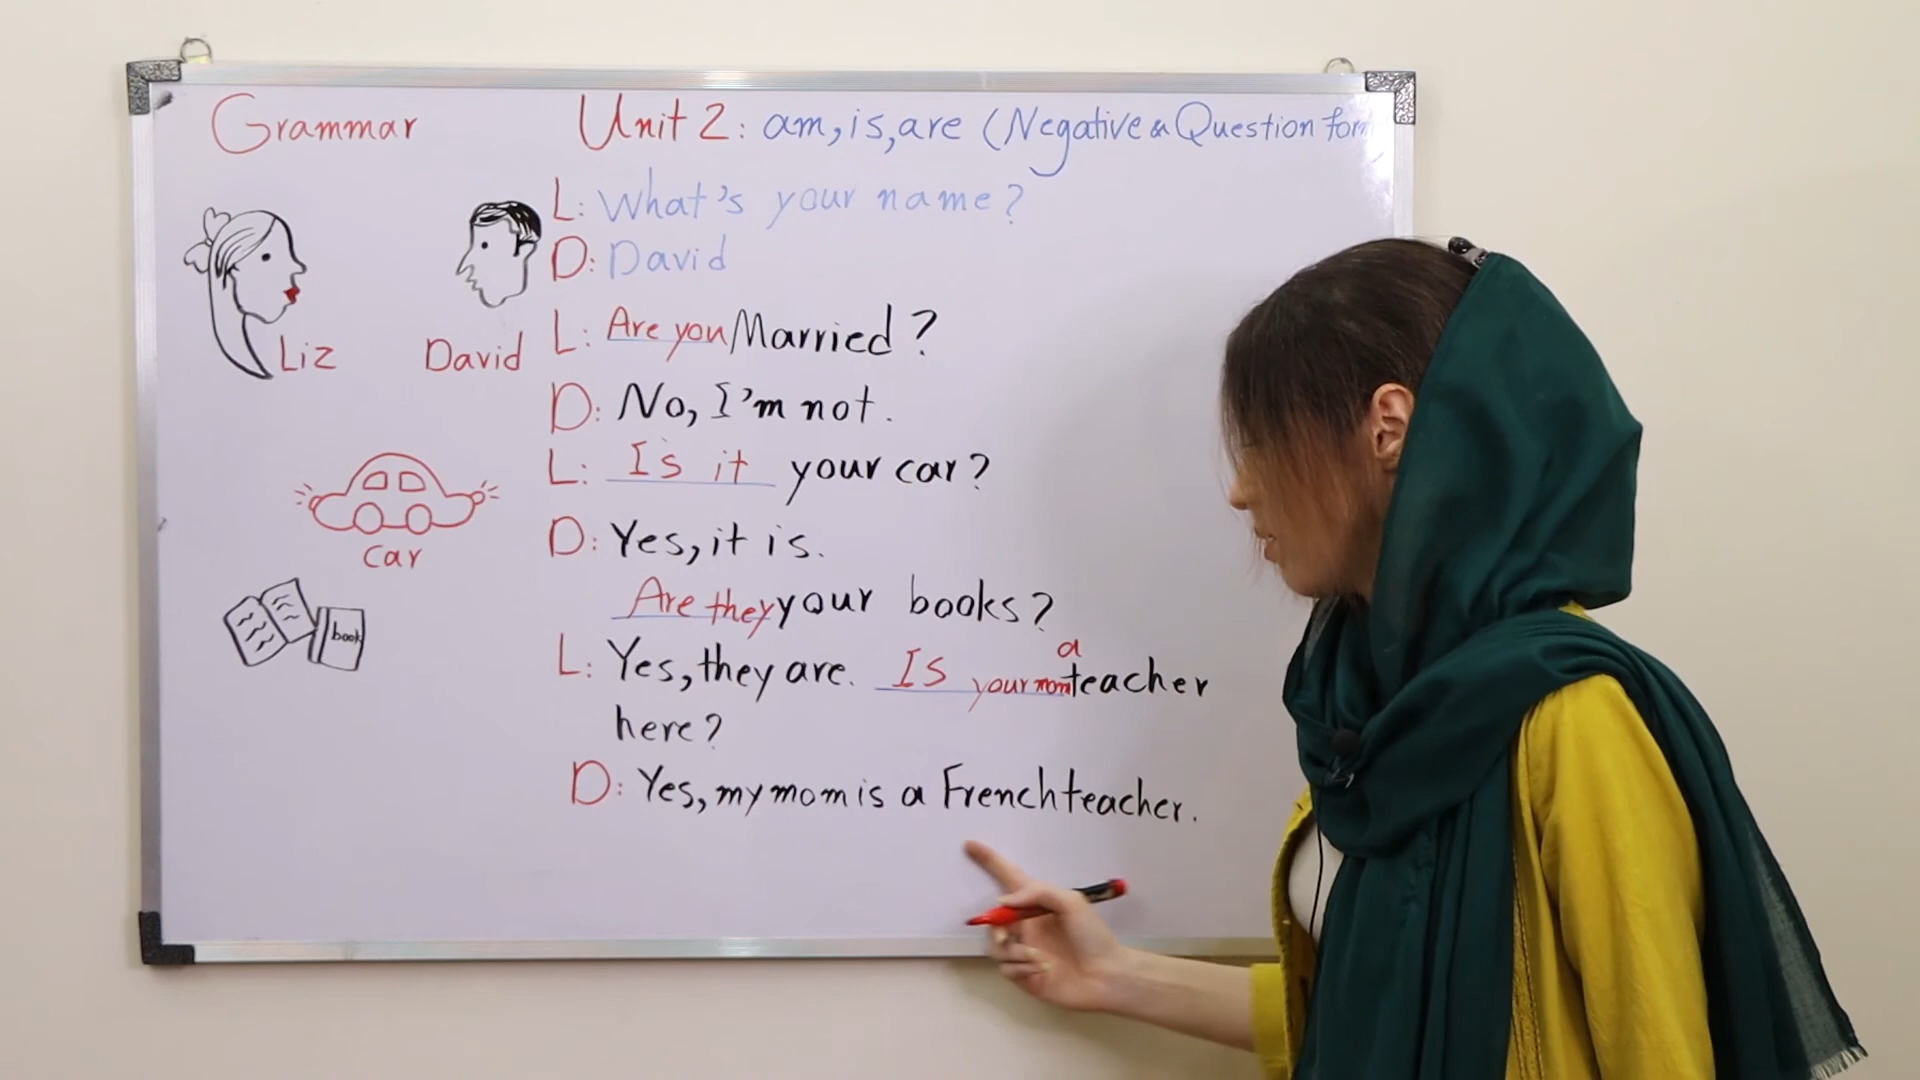 Grammar
Unit 2: am, is, are (Negative & Question form
L: What's your name?
D: David
L: Are you Married?
Liz
David
D: No, I'm not.
L: Is it your car?
D: Yes, it is.
car
Are they your books?
book
L: Yes, they are. Is your mom a teacher
here?
D: Yes, my mom is a French teacher.